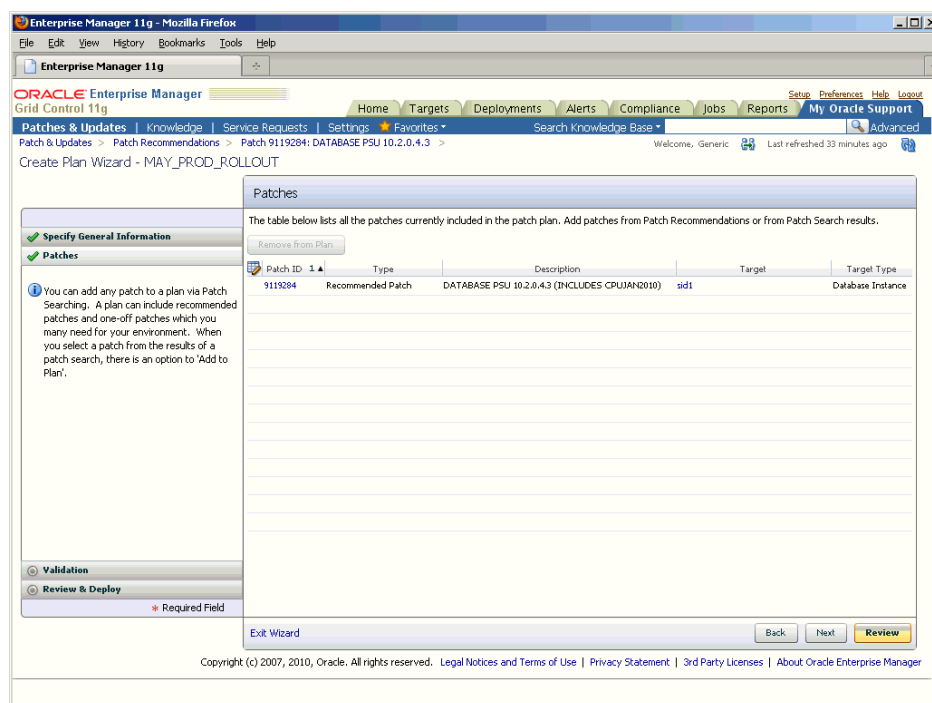 Enterprise Manager 11g - Mozilla Firefox
File Edit View History Bookmarks Tools Help
Enterprise Manager 11g
ORACLE Enterprise Manager
Grid Control 11g
Setup Preferences Help Logout
Home Targets Deployments Alerts Compliance Jobs Reports My Oracle Support
Patches & Updates | Knowledge | Service Requests | Settings Favorites Search Knowledge Base Advanced
Patch & Updates > Patch Recommendations > Patch 9119284: DATABASE PSU 10.2.0.4.3 > Welcome, Generic Last refreshed 33 minutes ago
Create Plan Wizard - MAY_PROD_ROLLOUT
Patches
The table below lists all the patches currently included in the patch plan. Add patches from Patch Recommendations or from Patch Search results.
Specify General Information
Patches
You can add any patch to a plan via Patch
Searching. A plan can include recommended
patches and one-off patches which you
many need for your environment. When
you select a patch from the results of a
patch search, there is an option to 'Add to
Plan'.
Remove from Plan
Patch ID 1 Type Description Target Target Type
9119284 Recommended Patch DATABASE PSU 10.2.0.4.3 (INCLUDES CPUJAN2010) sid1 Database Instance
Validation
Review & Deploy
* Required Field
Exit Wizard Back Next Review
Copyright (c) 2007, 2010, Oracle. All rights reserved. Legal Notices and Terms of Use | Privacy Statement | 3rd Party Licenses | About Oracle Enterprise Manager